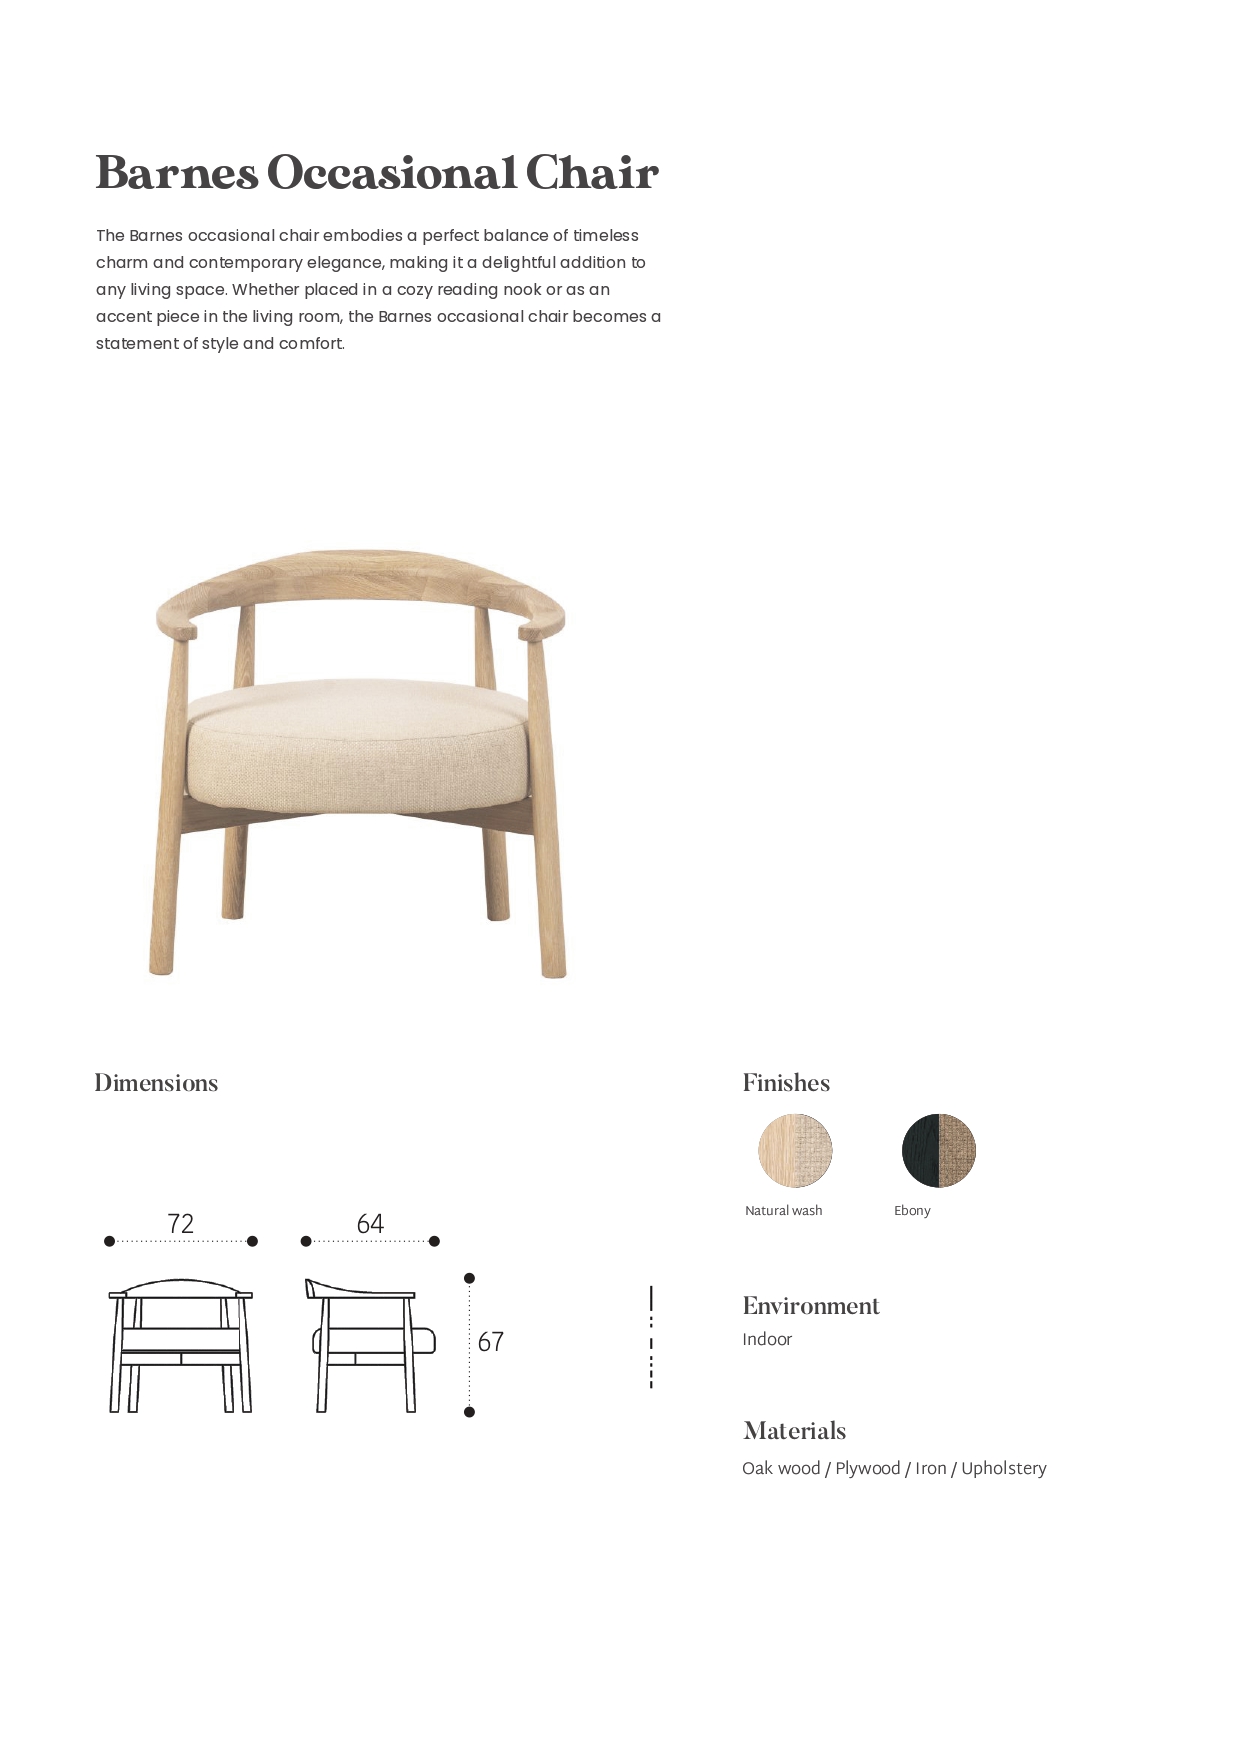 Barnes Occasional Chair
The Barnes occasional chair embodies a perfect balance of timeless
charm and contemporary elegance, making it a delightful addition to
any living space. Whether placed in a cozy reading nook or as an
accent piece in the living room, the Barnes occasional chair becomes a
statement of style and comfort.
Dimensions
72
64
67
Finishes
Natural wash
Ebony
Environment
Indoor
Materials
Oak wood / Plywood / Iron / Upholstery